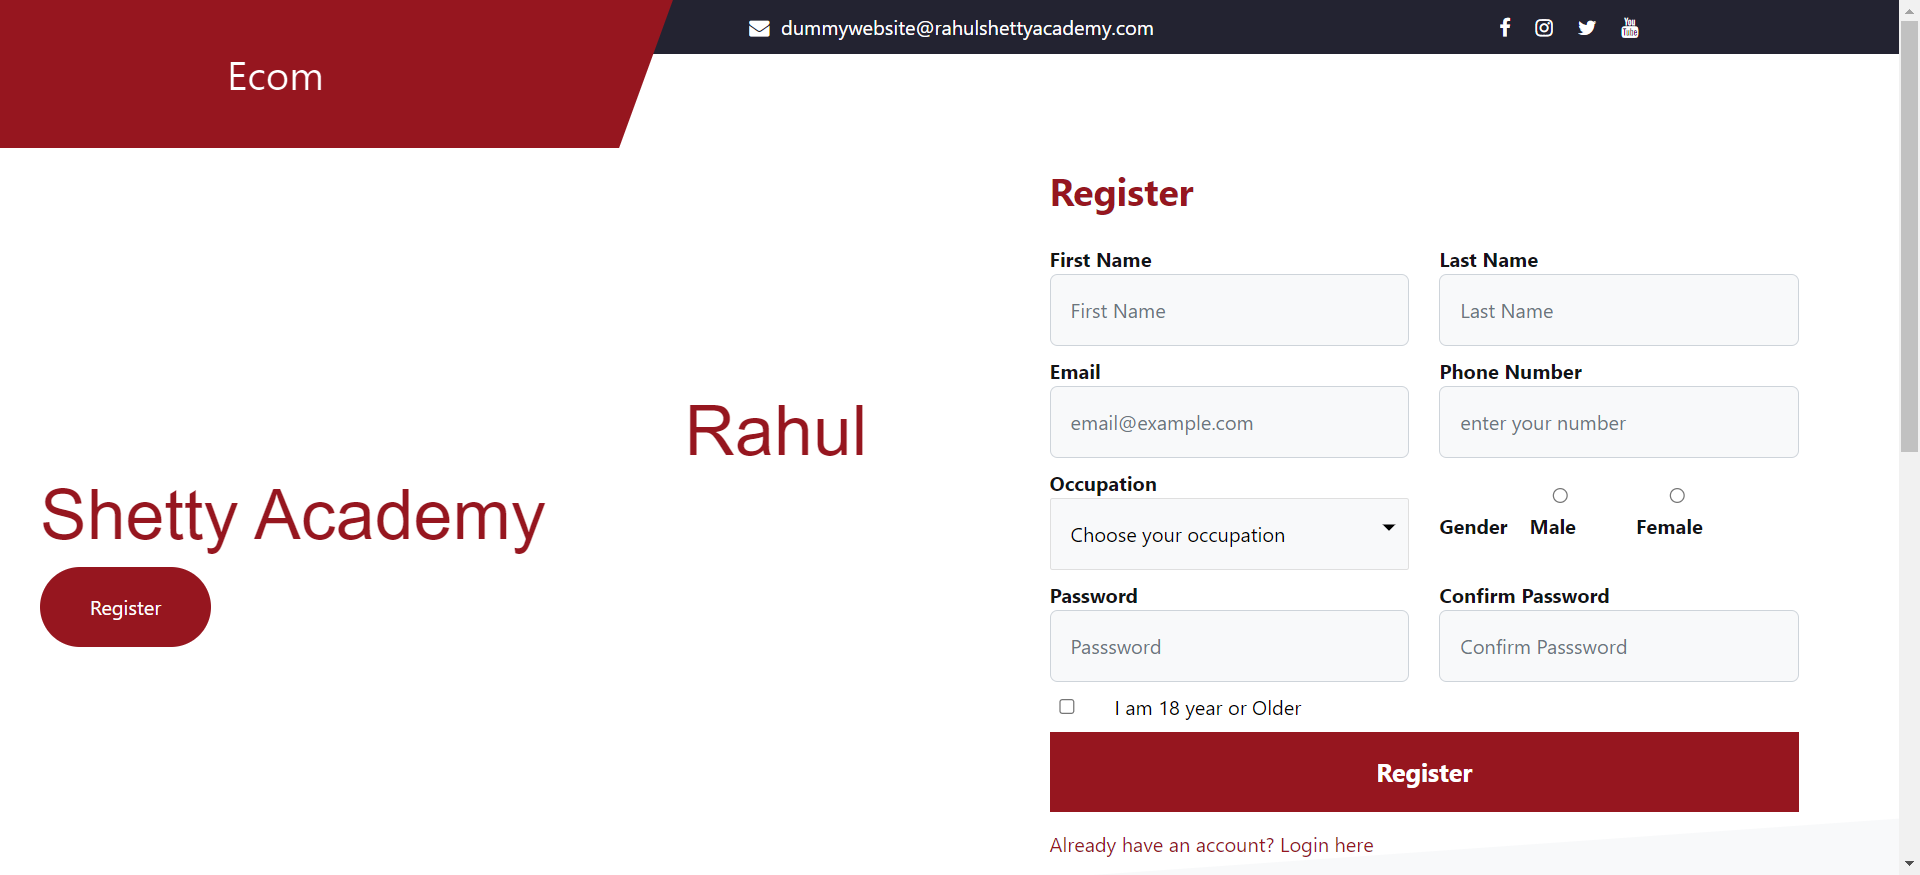 dummywebsite@rahulshettyacademy.com
Ecom
Register
First Name
Last Name
First Name
Last Name
Email
Phone Number
email@example.com
enter your number
Rahul
Shetty Academy
Register
Occupation
Choose your occupation
Gender Male Female
Password
Confirm Password
Passsword
Confirm Passsword
I am 18 year or Older
Register
Already have an account? Login here